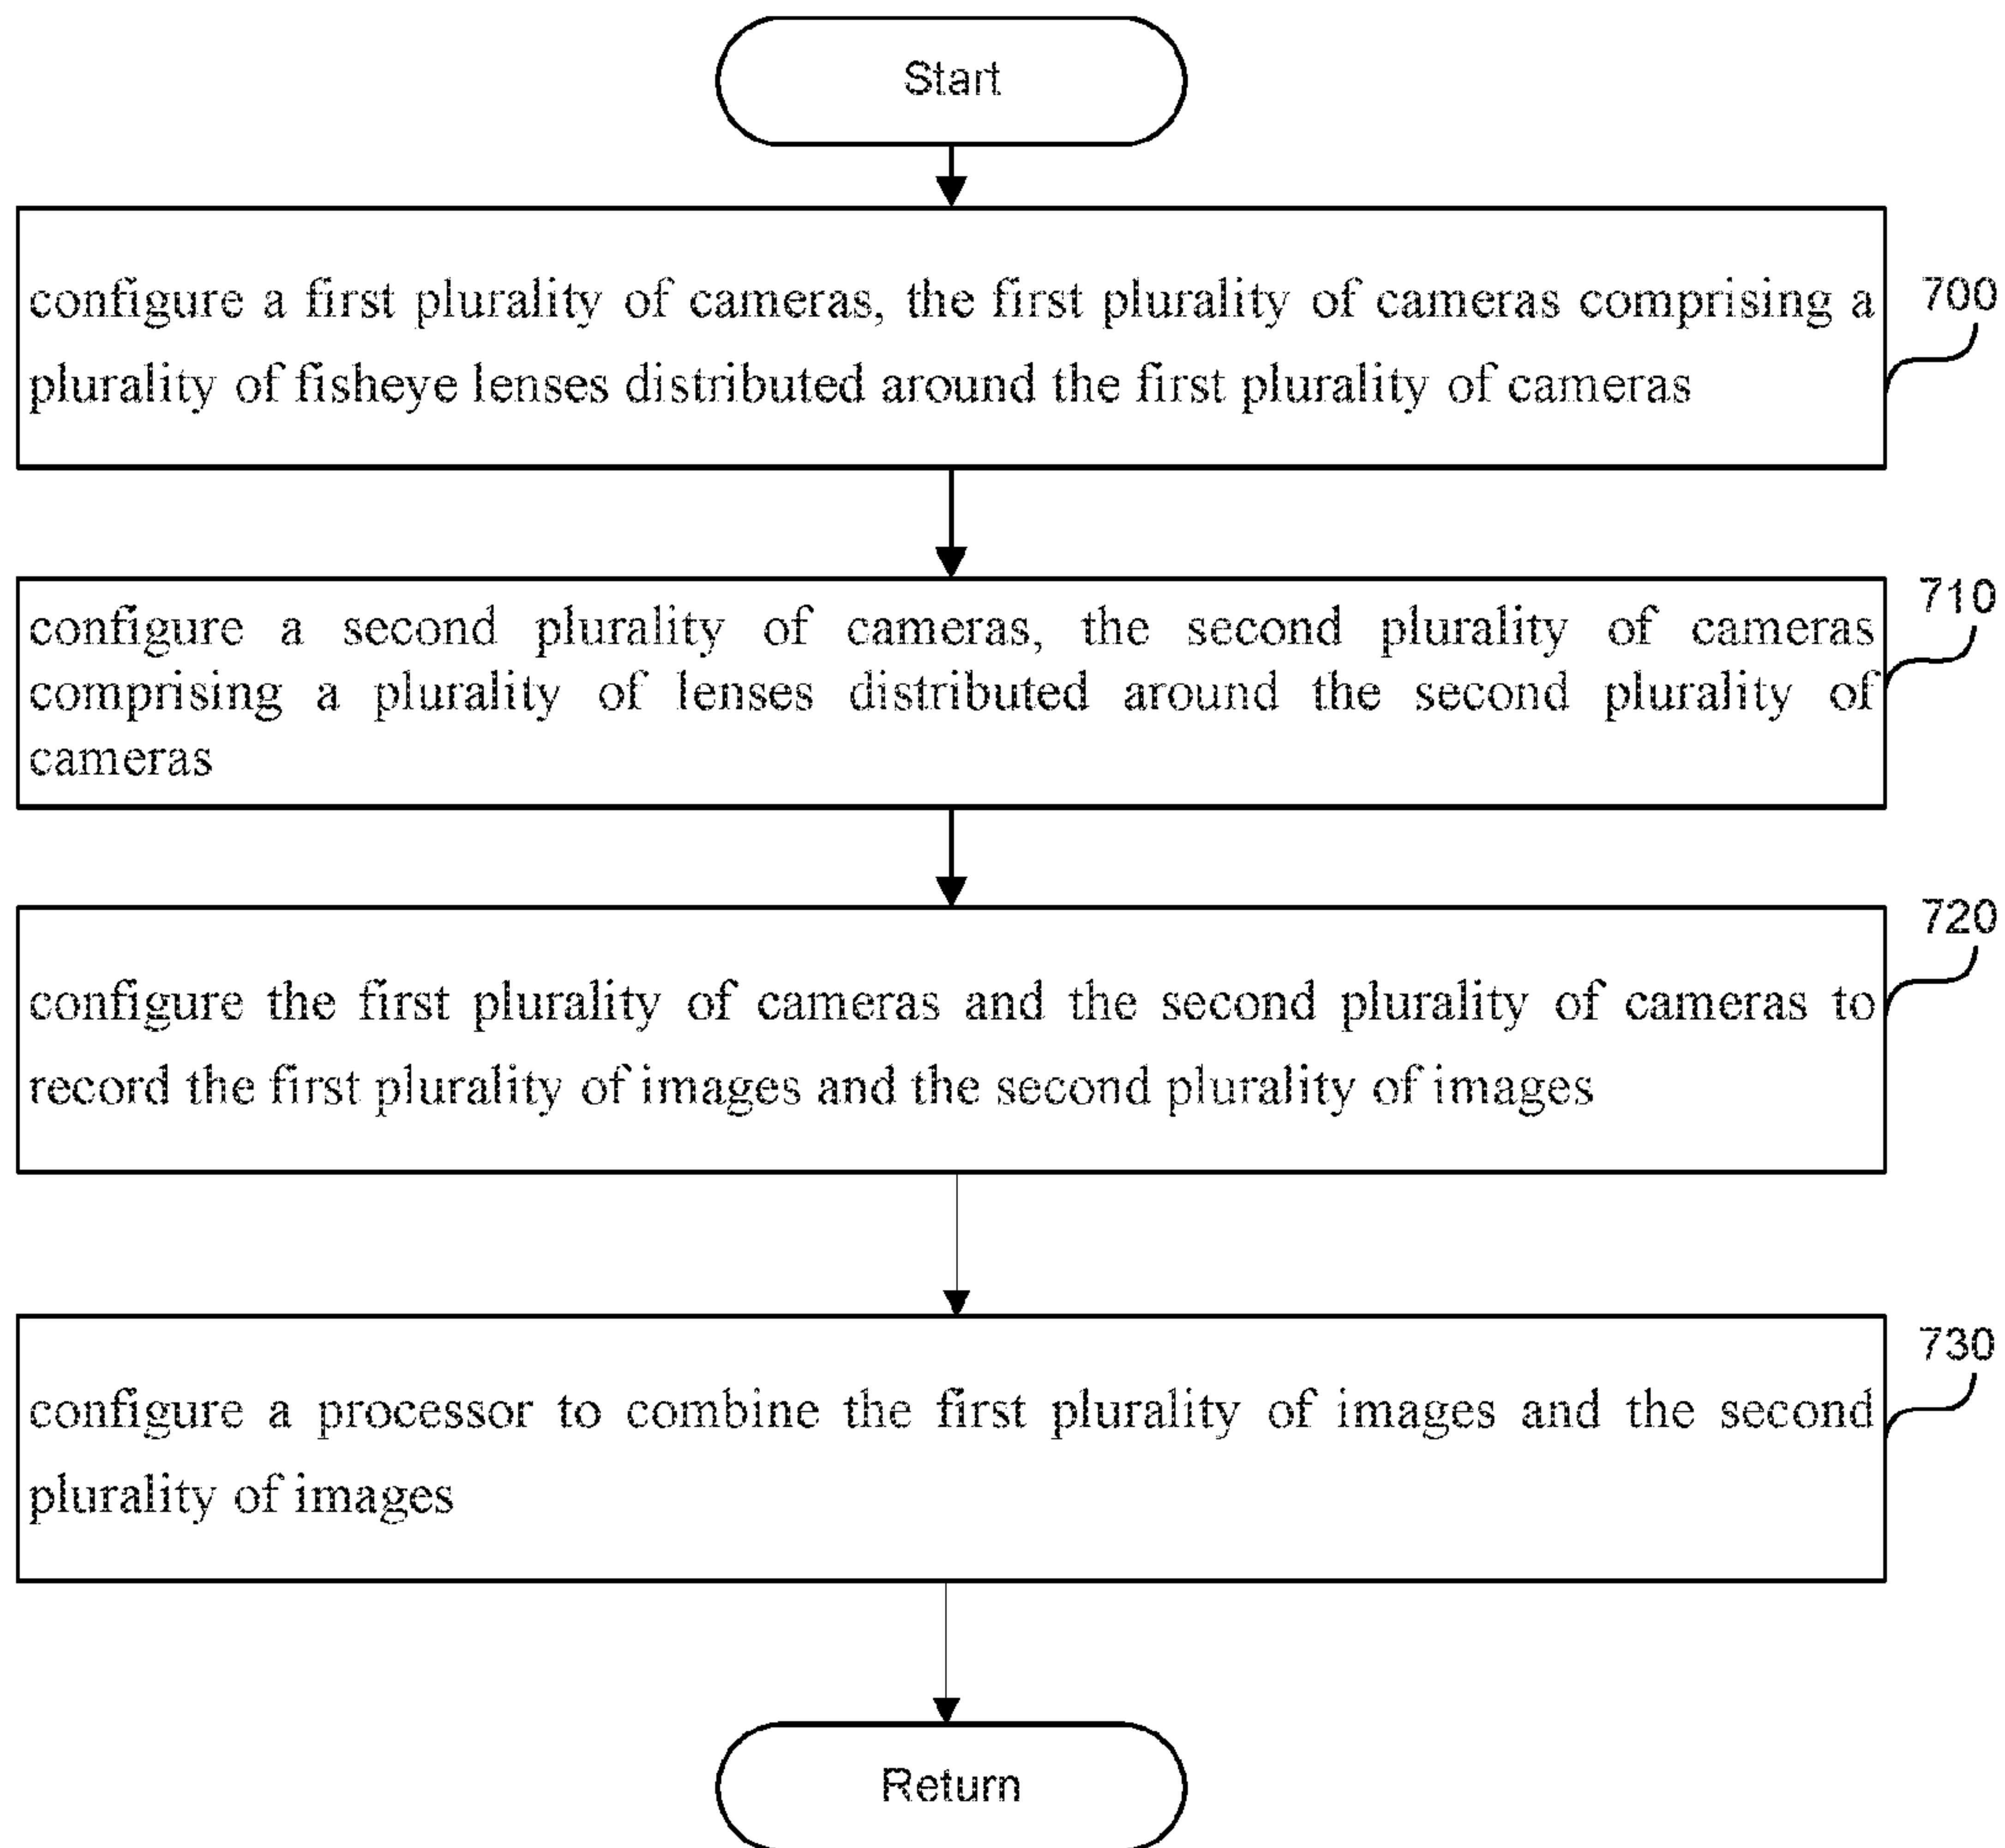 Start
configure a first plurality of cameras, the first plurality of cameras comprising a
plurality of fisheye lenses distributed around the first plurality of cameras
700
configure a second plurality of cameras, the second plurality of cameras
comprising a plurality of lenses distributed around the second plurality of
cameras
710
configure the first plurality of cameras and the second plurality of cameras to
record the first plurality of images and the second plurality of images
720
configure a processor to combine the first plurality of images and the second
plurality of images
730
Return